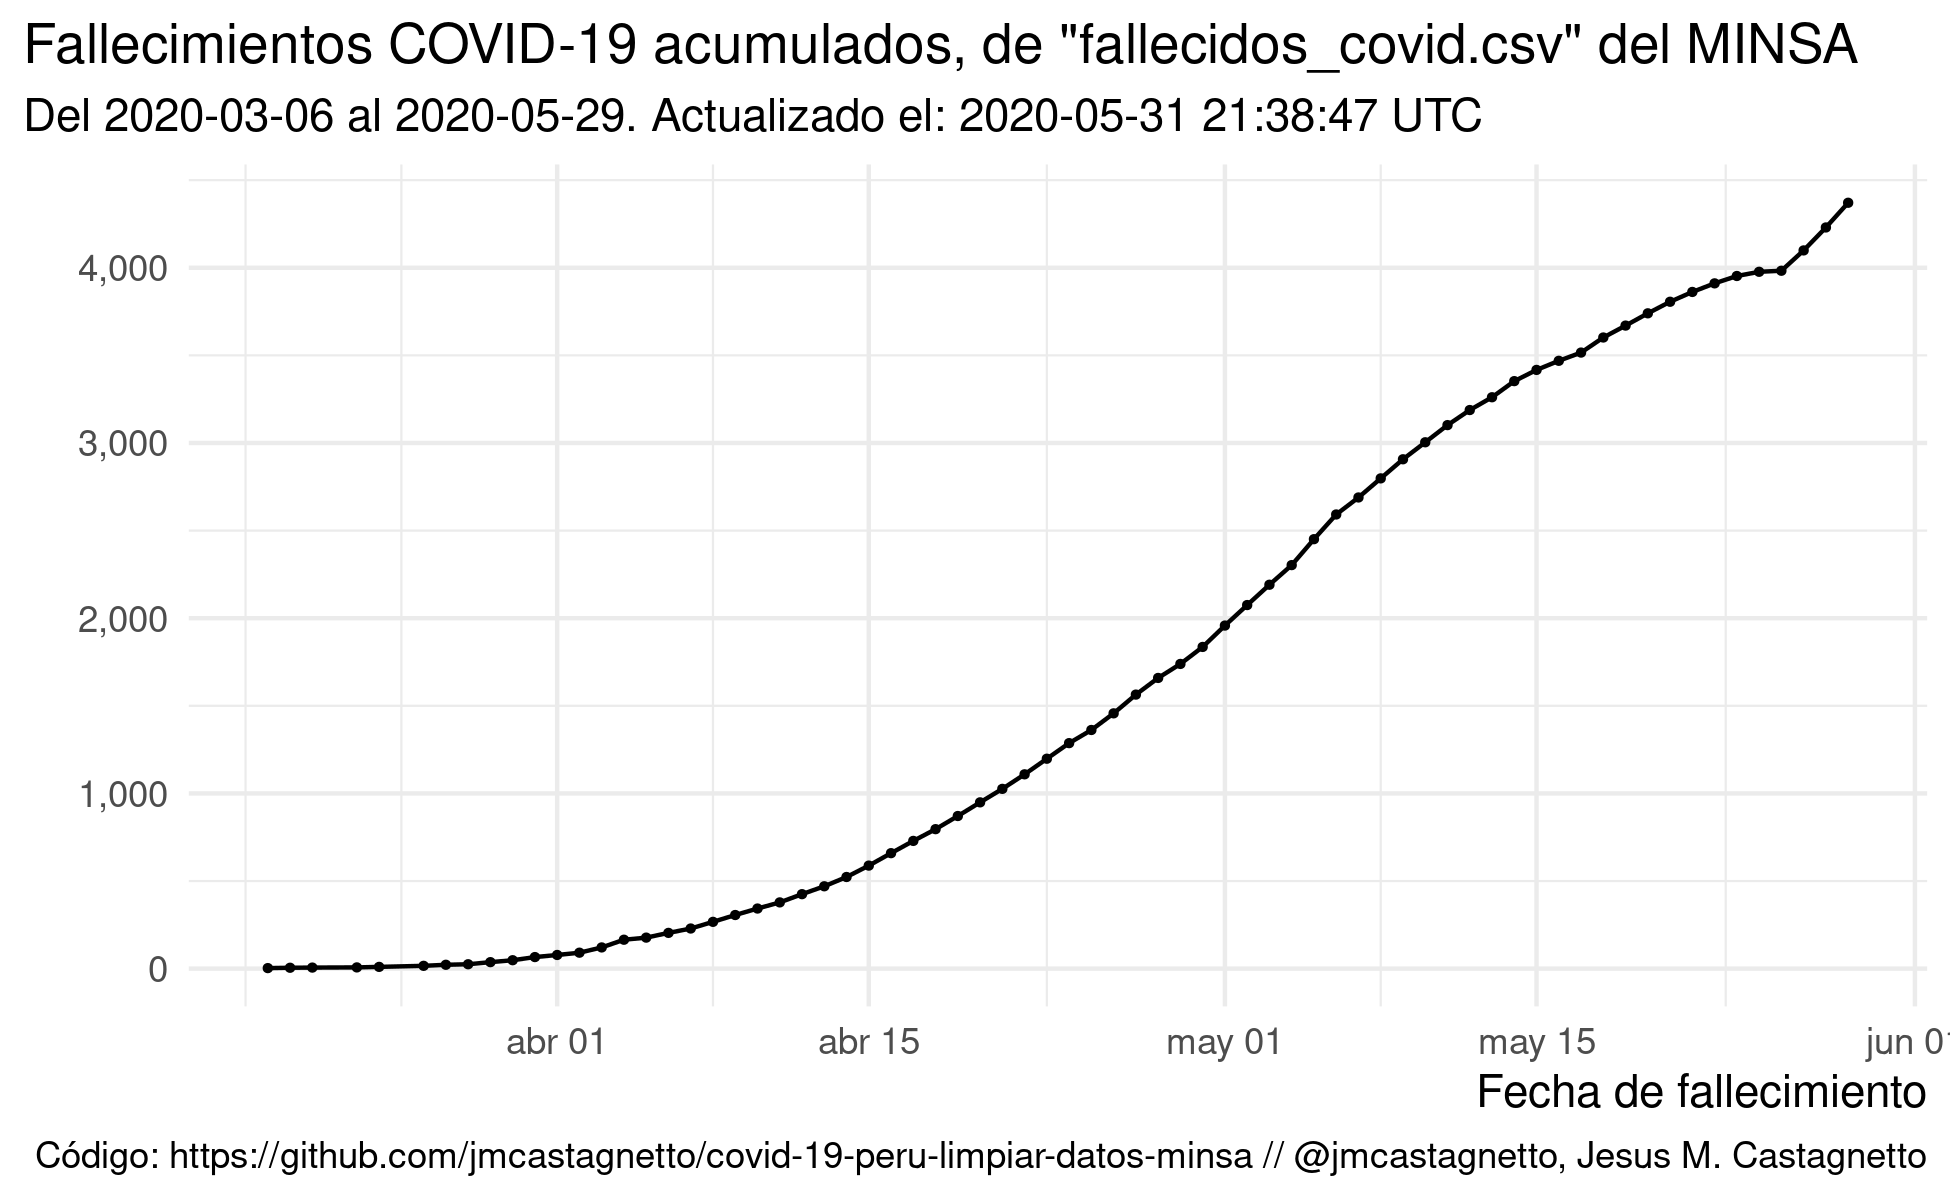 Fallecimientos COVID-19 acumulados, de "fallecidos_covid.csv" del MINSA
Del 2020-03-06 al 2020-05-29. Actualizado el: 2020-05-31 21:38:47 UTC
4,000
3,000
2,000
1,000
0
abr 01 abr 15 may 01 may 15 jun 01
Fecha de fallecimiento
Código: https://github.com/jmcastagnetto/covid-19-peru-limpiar-datos-minsa // @jmcastagnetto, Jesus M. Castagnetto